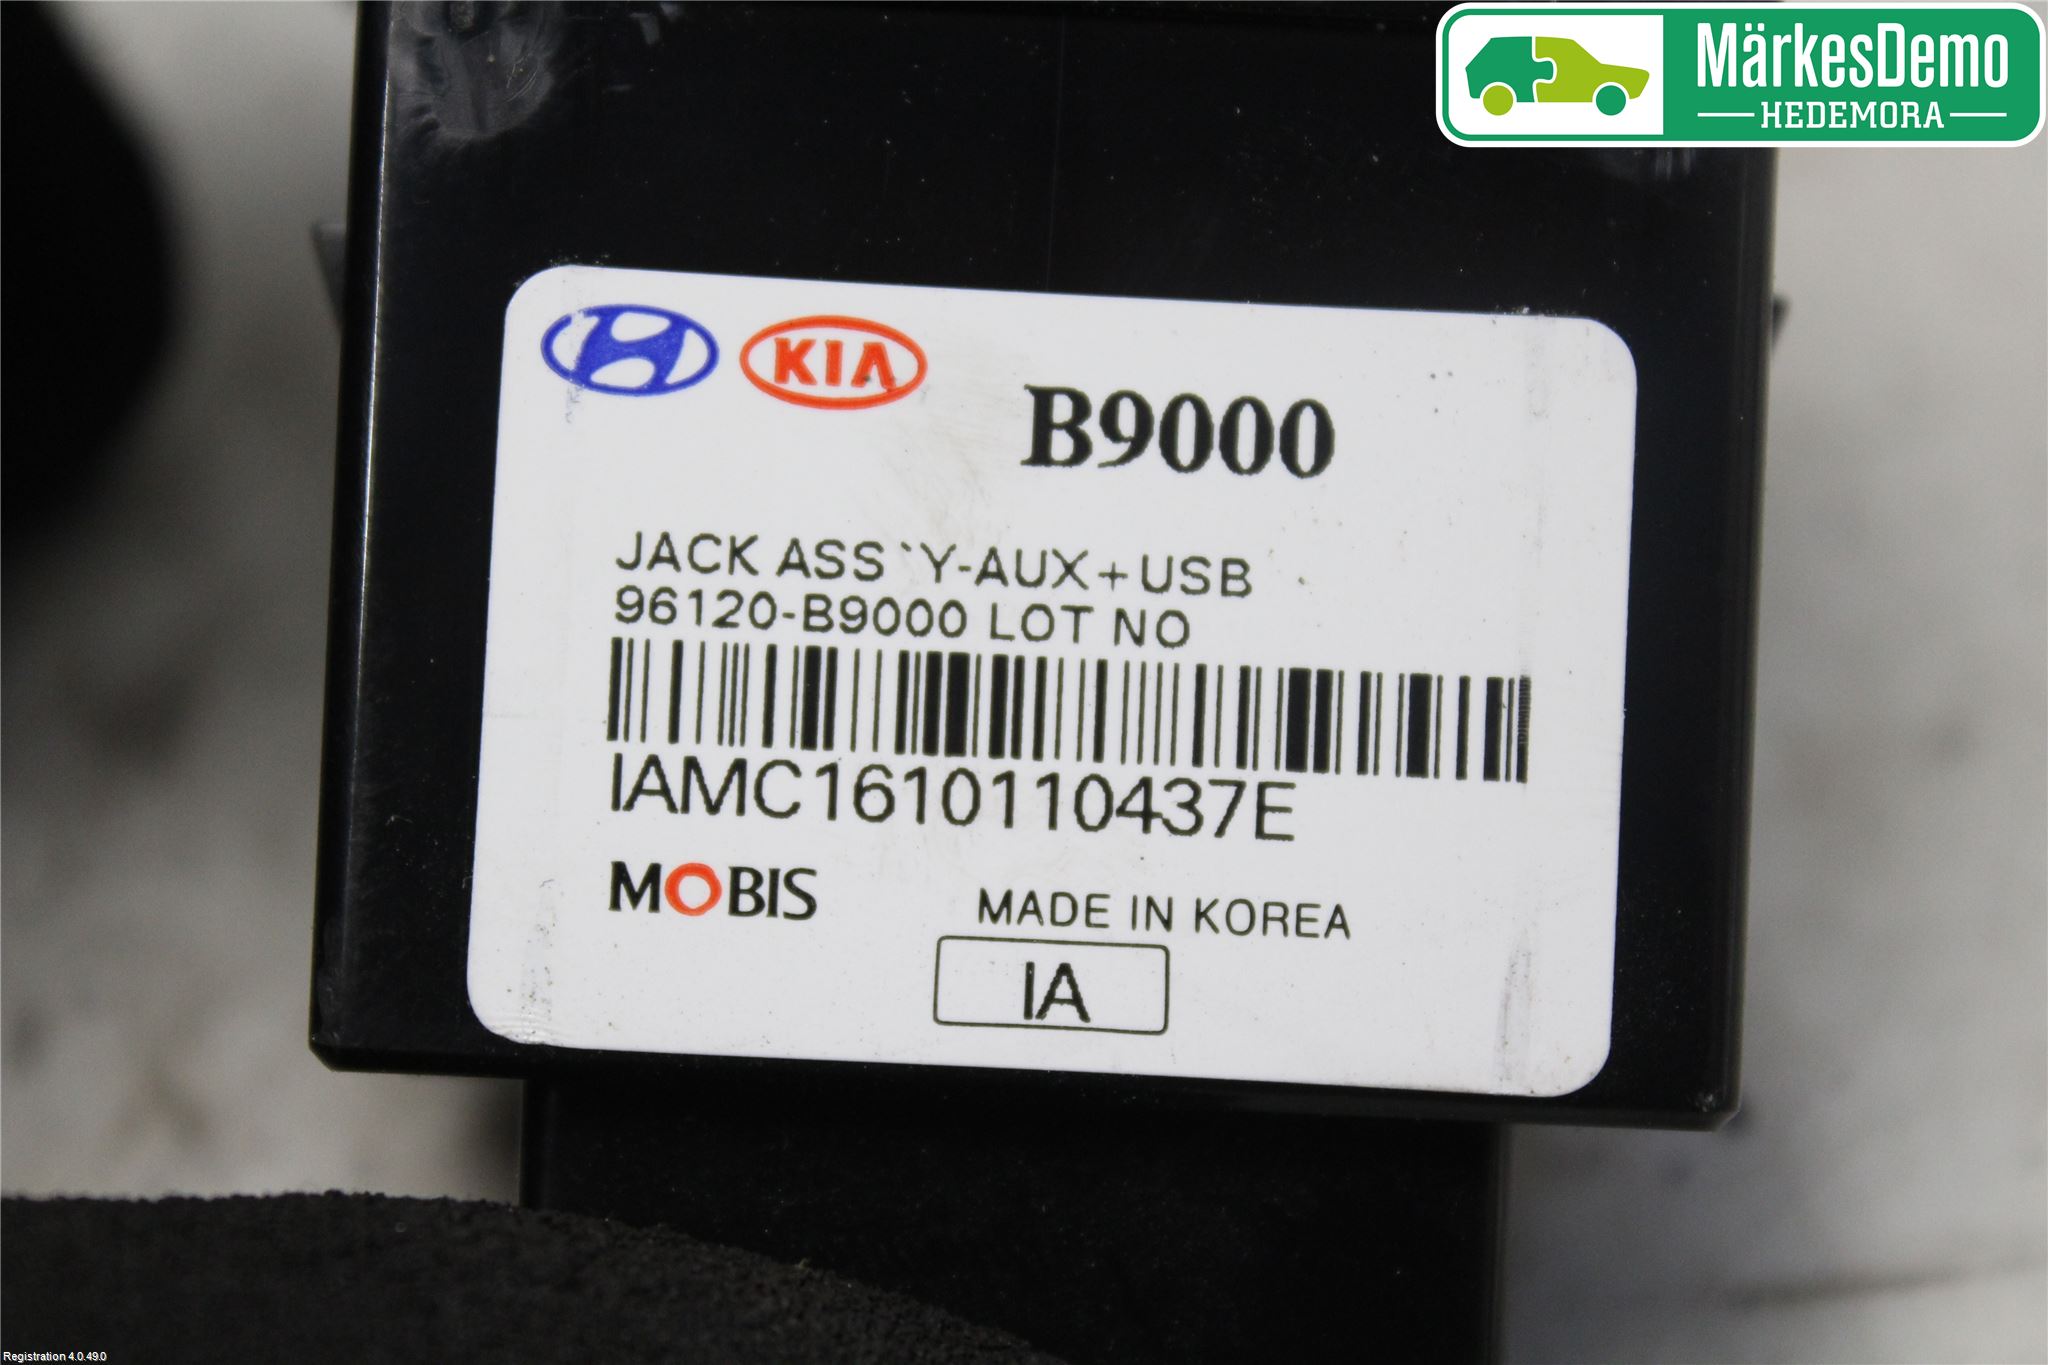 MärkesDemo
HEDEMORA
KIA
B9000
JACK ASS`Y-AUX+USB
96120-B9000 LOT NO
IAMC1610110437E
MOBIS
MADE IN KOREA
IA
Registration 4.0.49.0